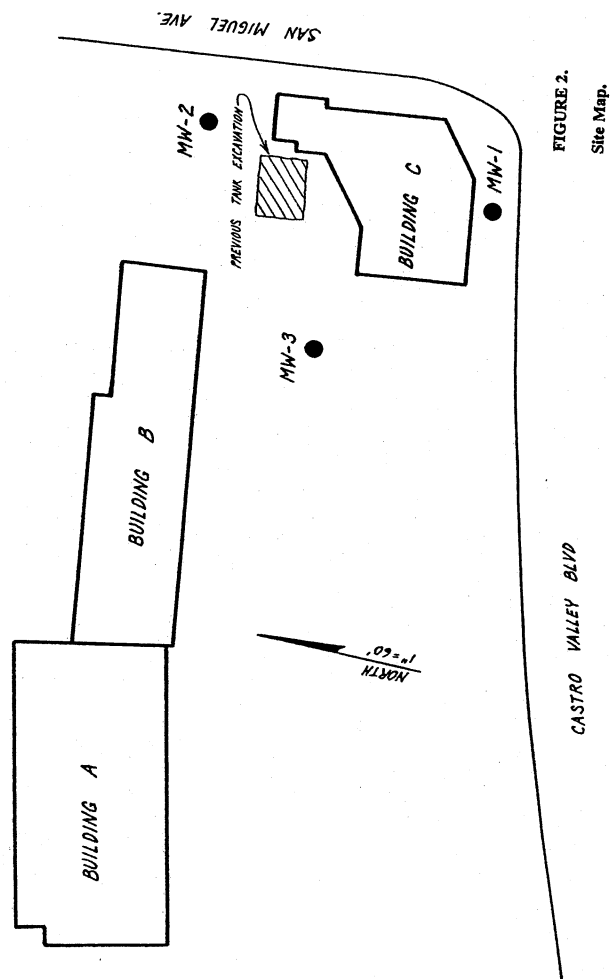 SAN MIGUEL AVE.
MW-2
PREVIOUS TANK EXCAVATION
BUILDING C
MW-1
MW-3
BUILDING B
BUILDING A
NORTH
1"=60'
CASTRO VALLEY BLVD
FIGURE 2.
Site Map.